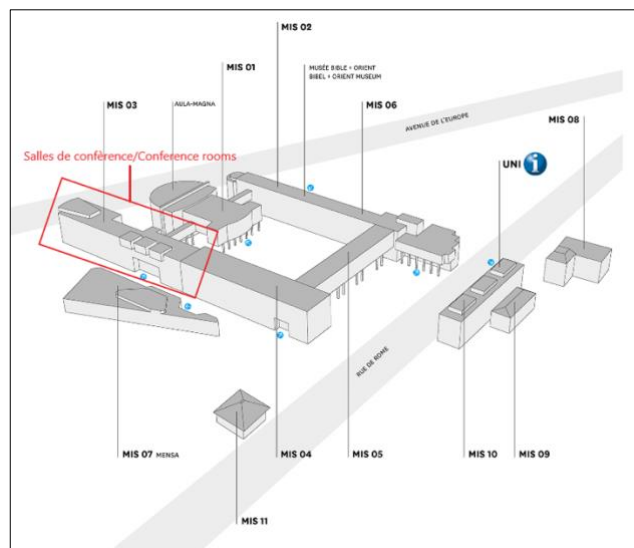 MIS 02
MUSÉE BIBLE + ORIENT
BIBEL + ORIENT MUSEUM
MIS 01
MIS 03
AULA-MAGNA
MIS 06
AVENUE DE L'EUROPE
MIS 08
Salles de confèrence/Conference rooms
UNI i
RUE DE ROME
MIS 07 MENSA
MIS 04
MIS 05
MIS 10
MIS 09
MIS 11